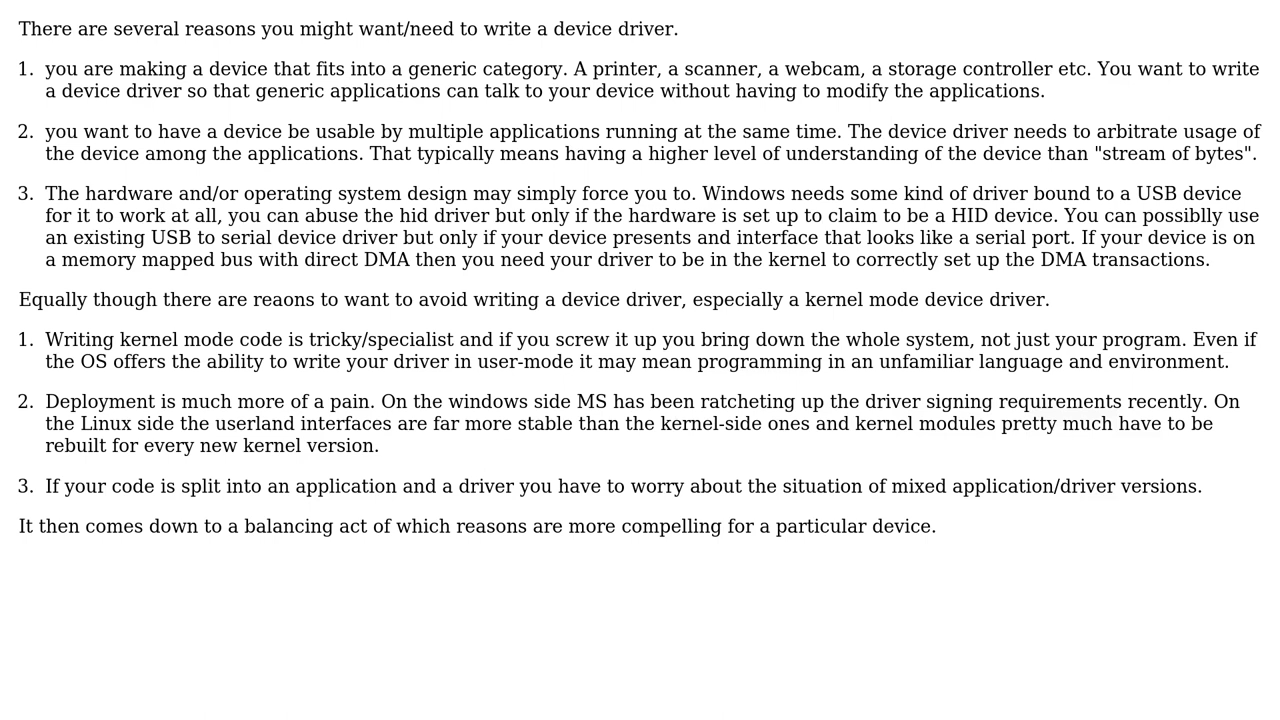 There are several reasons you might want/need to write a device driver.
1. you are making a device that fits into a generic category. A printer, a scanner, a webcam, a storage controller etc. You want to write
a device driver so that generic applications can talk to your device without having to modify the applications.
2. you want to have a device be usable by multiple applications running at the same time. The device driver needs to arbitrate usage of
the device among the applications. That typically means having a higher level of understanding of the device than "stream of bytes".
3. The hardware and/or operating system design may simply force you to. Windows needs some kind of driver bound to a USB device
for it to work at all, you can abuse the hid driver but only if the hardware is set up to claim to be a HID device. You can possiblly use
an existing USB to serial device driver but only if your device presents and interface that looks like a serial port. If your device is on
a memory mapped bus with direct DMA then you need your driver to be in the kernel to correctly set up the DMA transactions.
Equally though there are reaons to want to avoid writing a device driver, especially a kernel mode device driver.
1. Writing kernel mode code is tricky/specialist and if you screw it up you bring down the whole system, not just your program. Even if
the OS offers the ability to write your driver in user-mode it may mean programming in an unfamiliar language and environment.
2. Deployment is much more of a pain. On the windows side MS has been ratcheting up the driver signing requirements recently. On
the Linux side the userland interfaces are far more stable than the kernel-side ones and kernel modules pretty much have to be
rebuilt for every new kernel version.
3. If your code is split into an application and a driver you have to worry about the situation of mixed application/driver versions.
It then comes down to a balancing act of which reasons are more compelling for a particular device.